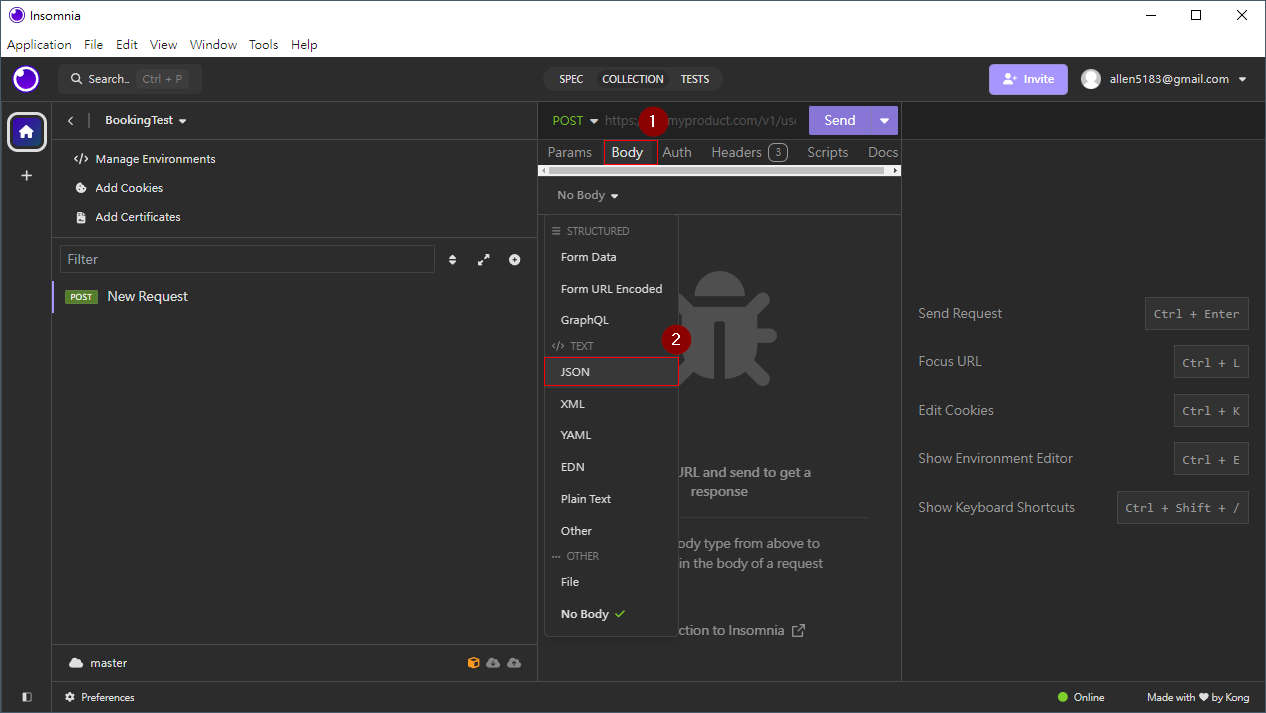 Insomnia
Application File Edit View Window Tools Help
Search.. Ctrl + P
SPEC COLLECTION TESTS
Invite
allen5183@gmail.com
BookingTest
Manage Environments
Add Cookies
Add Certificates
Filter
POST New Request
master
Preferences
POST https:// myproduct.com/v1/use
1
Send
Params Body Auth Headers 3 Scripts Docs
No Body
STRUCTURED
Form Data
Form URL Encoded
GraphQL
TEXT
2
JSON
XML
YAML
EDN
Plain Text
Other
OTHER
File
No Body
URL and send to get a
response
ody type from above to
in the body of a request
ction to Insomnia
Send Request Ctrl + Enter
Focus URL Ctrl + L
Edit Cookies Ctrl + K
Show Environment Editor Ctrl + E
Show Keyboard Shortcuts Ctrl + Shift + /
Online
Made with ♥ by Kong